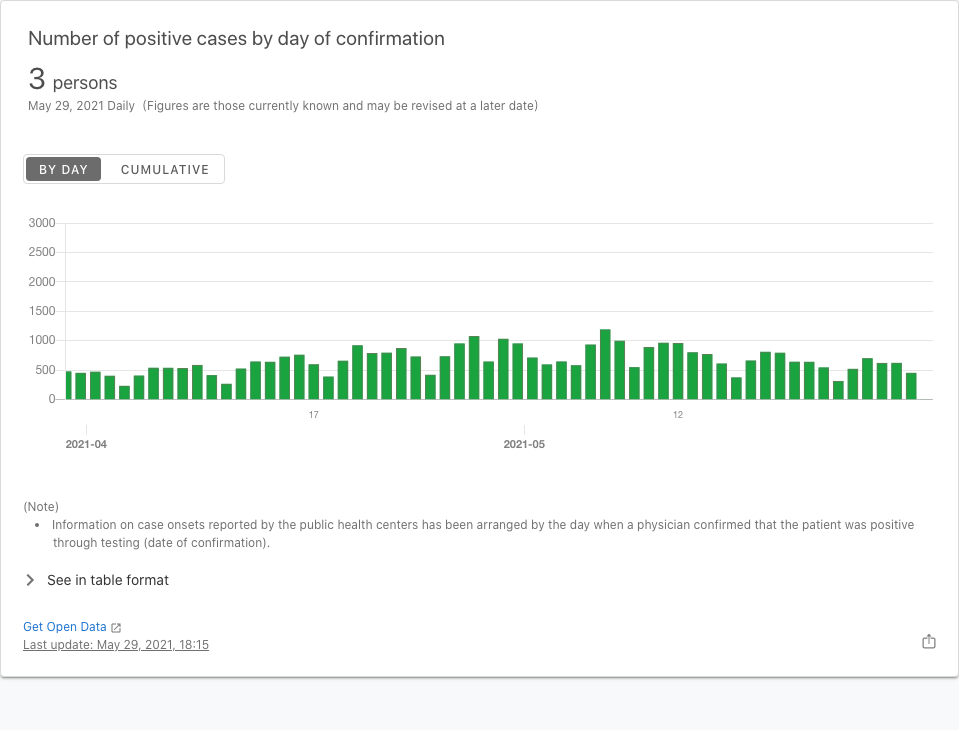 Number of positive cases by day of confirmation
3 persons
May 29, 2021 Daily (Figures are those currently known and may be revised at a later date)
BY DAY
CUMULATIVE
3000
2500
2000
1500
1000
500
0
17
12
2021-04
2021-05
(Note)
• Information on case onsets reported by the public health centers has been arranged by the day when a physician confirmed that the patient was positive
through testing (date of confirmation).
See in table format
Get Open Data
Last update: May 29, 2021, 18:15